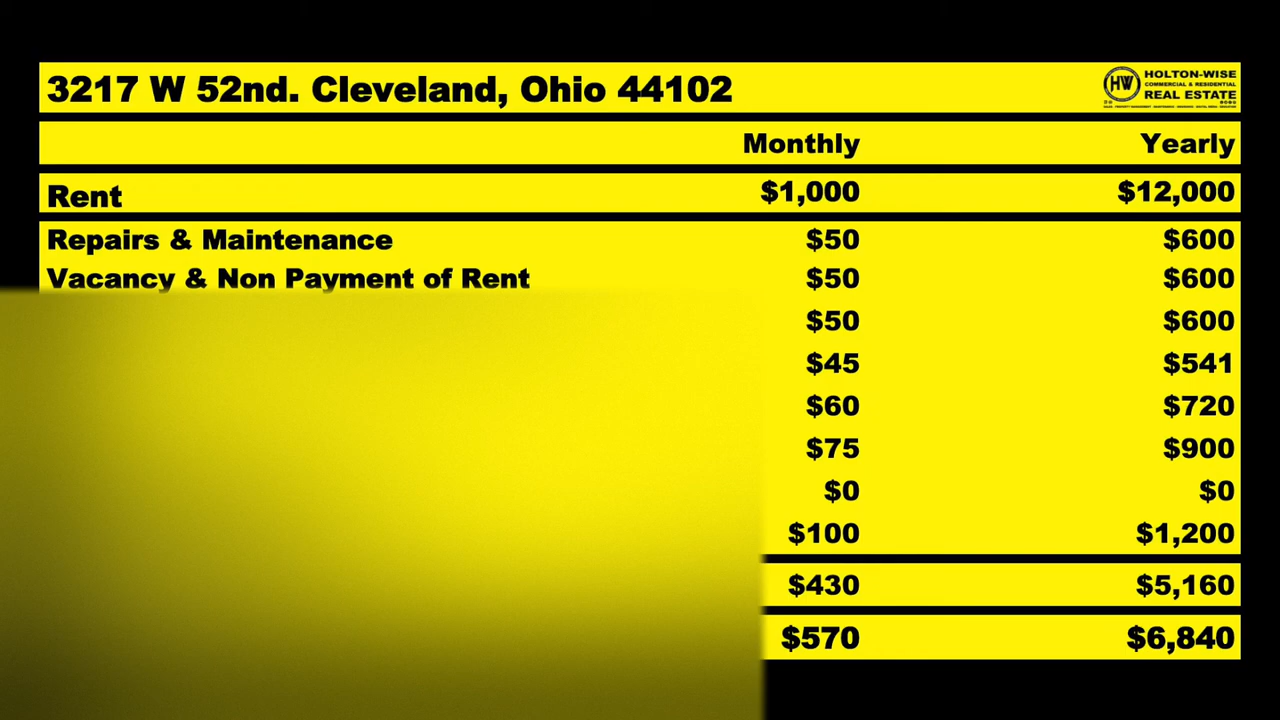 3217 W 52nd. Cleveland, Ohio 44102
HW
HOLTON-WISE
COMMERCIAL & RESIDENTIAL
REAL ESTATE
Monthly Yearly
Rent $1,000 $12,000
Repairs & Maintenance $50 $600
Vacancy & Non Payment of Rent $50 $600
$50 $600
$45 $541
$60 $720
$75 $900
$0 $0
$100 $1,200
$430 $5,160
$570 $6,840